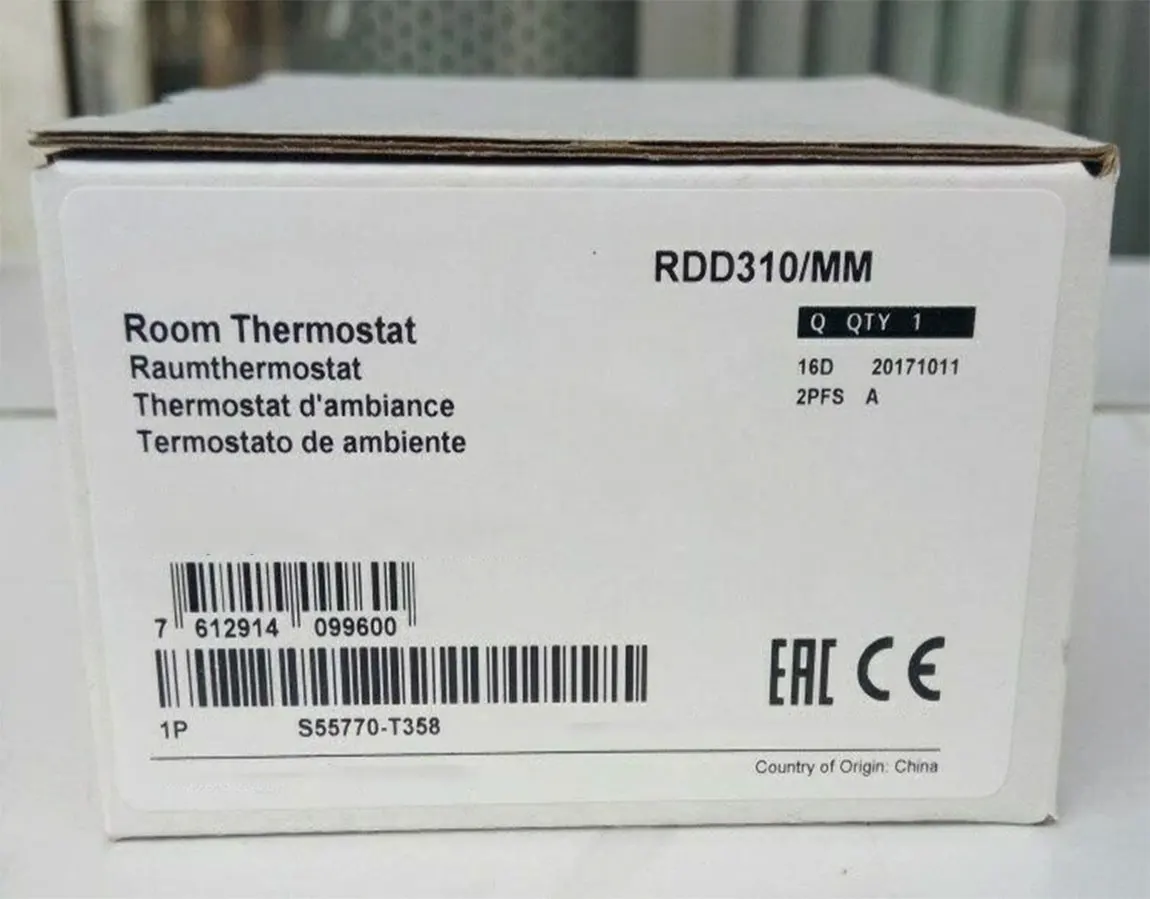 RDD310/MM
Q QTY 1
Room Thermostat
Raumthermostat
Thermostat d'ambiance
Termostato de ambiente
16D 20171011
2PFS A
7 612914 099600
1P S55770-T358
EAC CE
Country of Origin: China